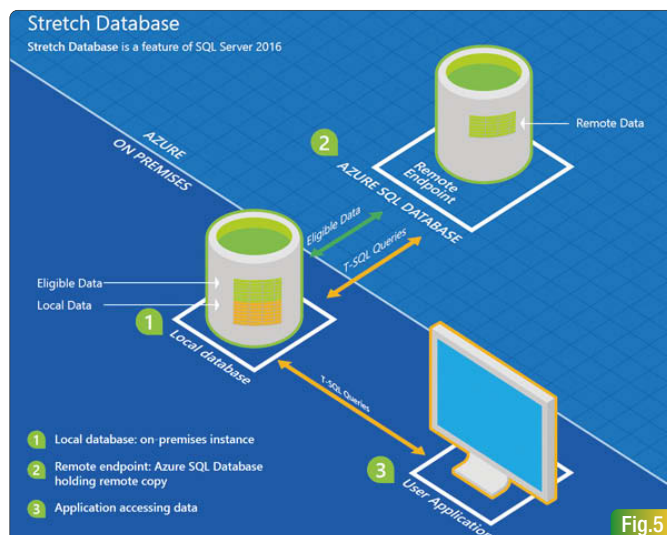 Stretch Database
Stretch Database is a feature of SQL Server 2016
AZURE
ON PREMISES
2
Remote Data
Remote
Endpoint
AZURE SQL DATABASE
Eligible Data
T-SQL Queries
Eligible Data
Local Data
1
Local database
T-SQL Queries
3
User Application
1 Local database: on-premises instance
2 Remote endpoint: Azure SQL Database
holding remote copy
3 Application accessing data
Fig.5